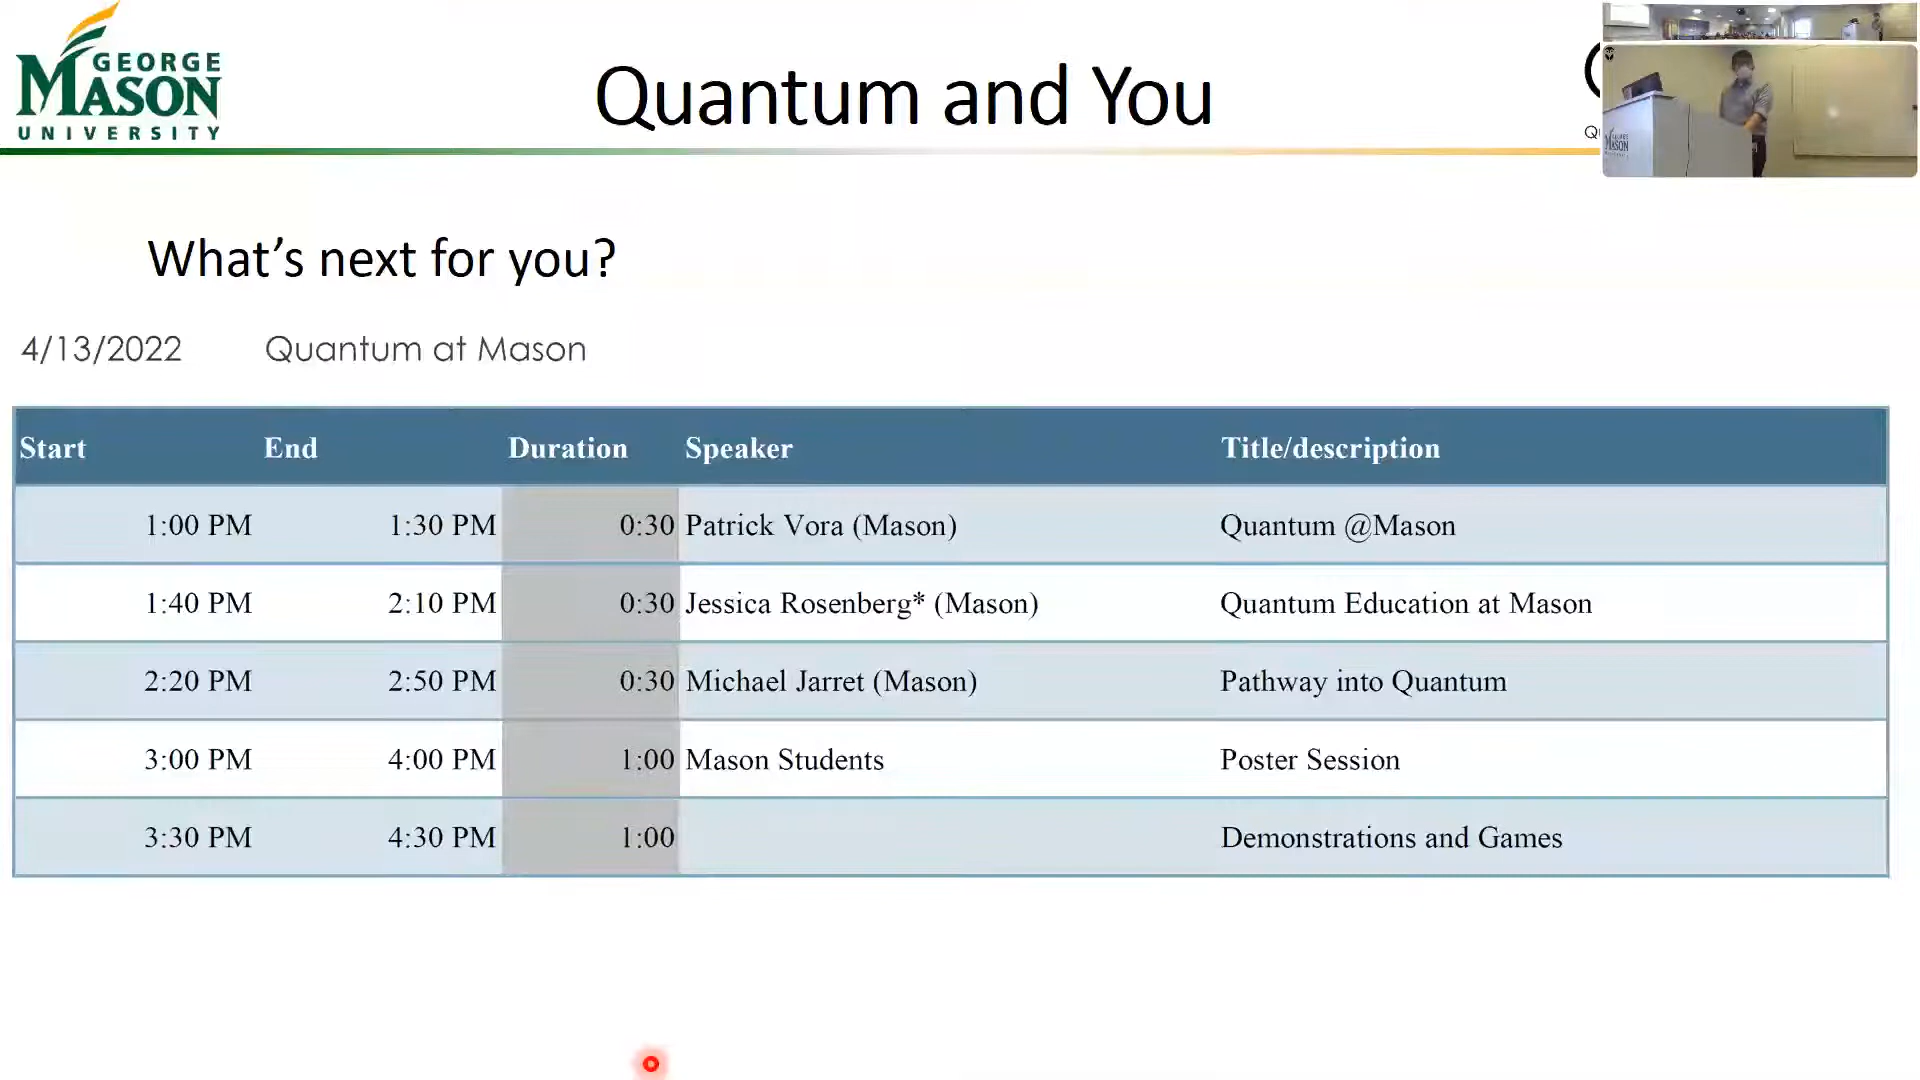 GEORGE
MASON
UNIVERSITY
Quantum and You
What's next for you?
4/13/2022 Quantum at Mason
Start End Duration Speaker Title/description
1:00 PM 1:30 PM 0:30 Patrick Vora (Mason) Quantum @Mason
1:40 PM 2:10 PM 0:30 Jessica Rosenberg* (Mason) Quantum Education at Mason
2:20 PM 2:50 PM 0:30 Michael Jarret (Mason) Pathway into Quantum
3:00 PM 4:00 PM 1:00 Mason Students Poster Session
3:30 PM 4:30 PM 1:00 Demonstrations and Games
MASON